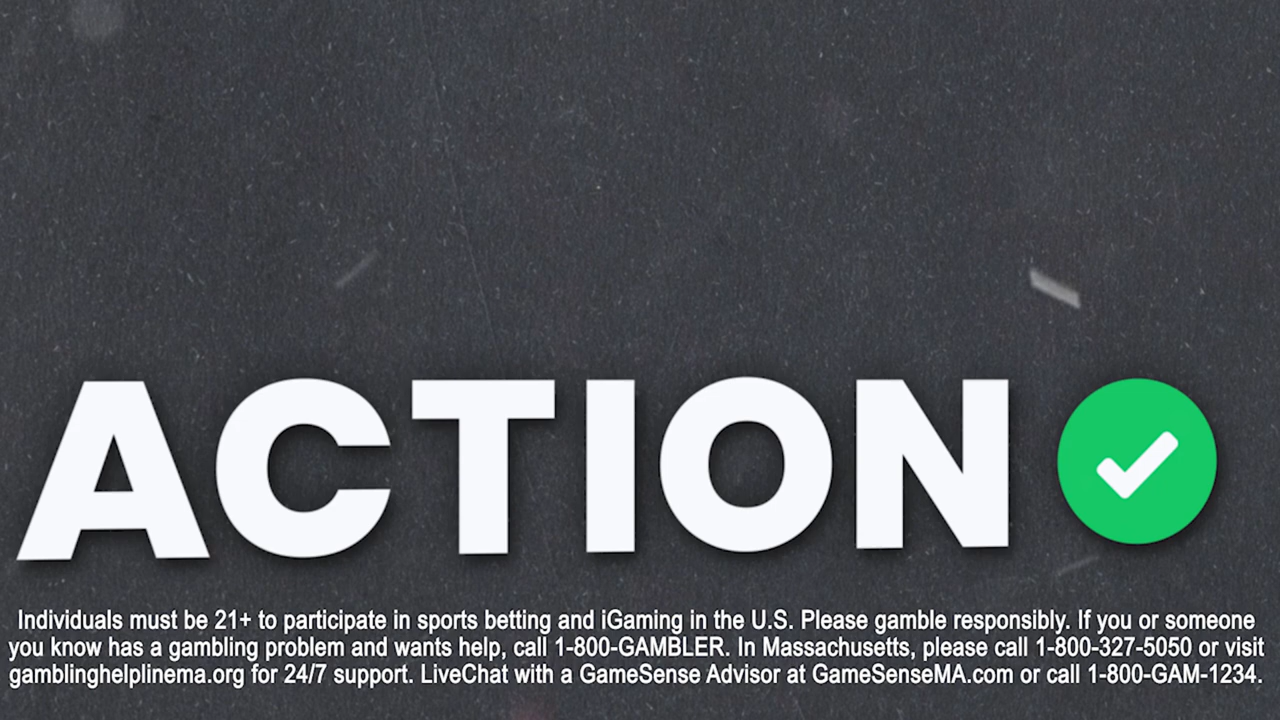 ACTION
Individuals must be 21+ to participate in sports betting and iGaming in the U.S. Please gamble responsibly. If you or someone
you know has a gambling problem and wants help, call 1-800-GAMBLER. In Massachusetts, please call 1-800-327-5050 or visit
gamblinghelplinema.org for 24/7 support. LiveChat with a GameSense Advisor at GameSenseMA.com or call 1-800-GAM-1234.